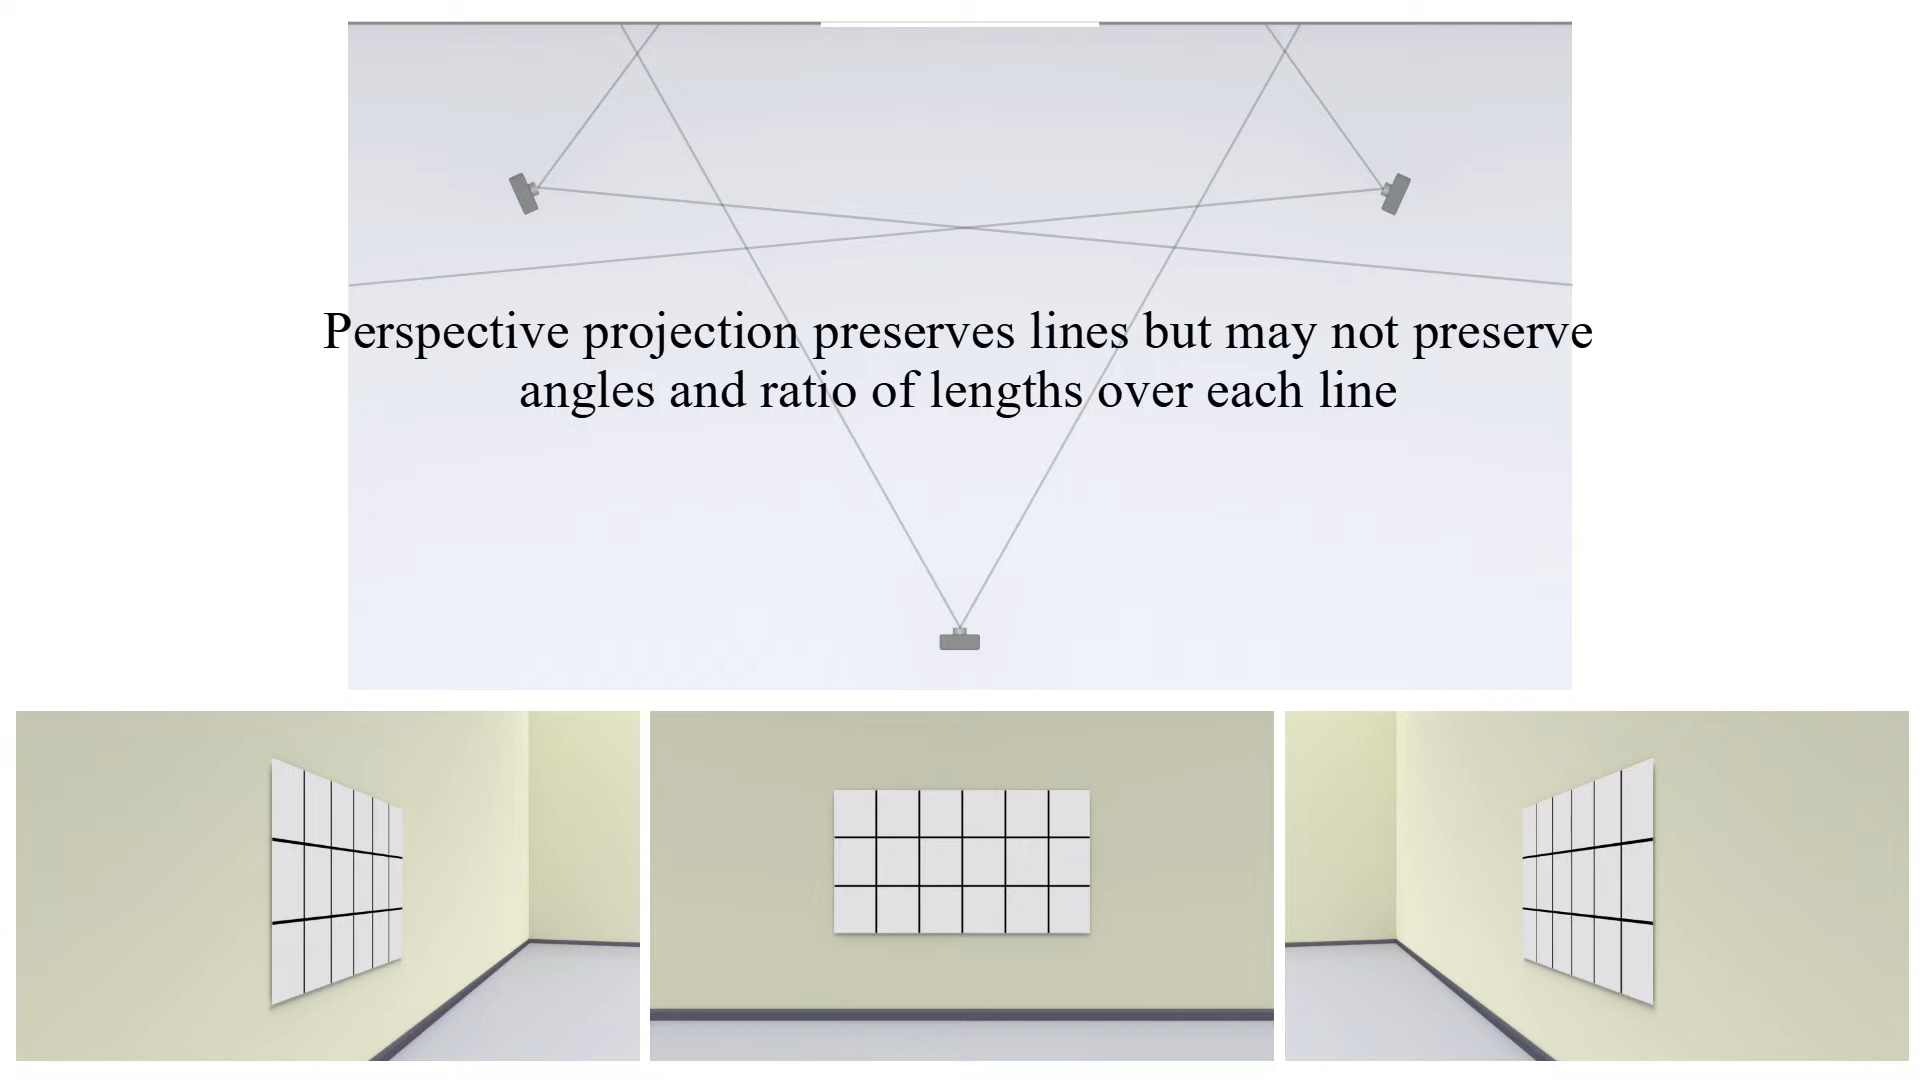 Perspective projection preserves lines but may not preserve
angles and ratio of lengths over each line